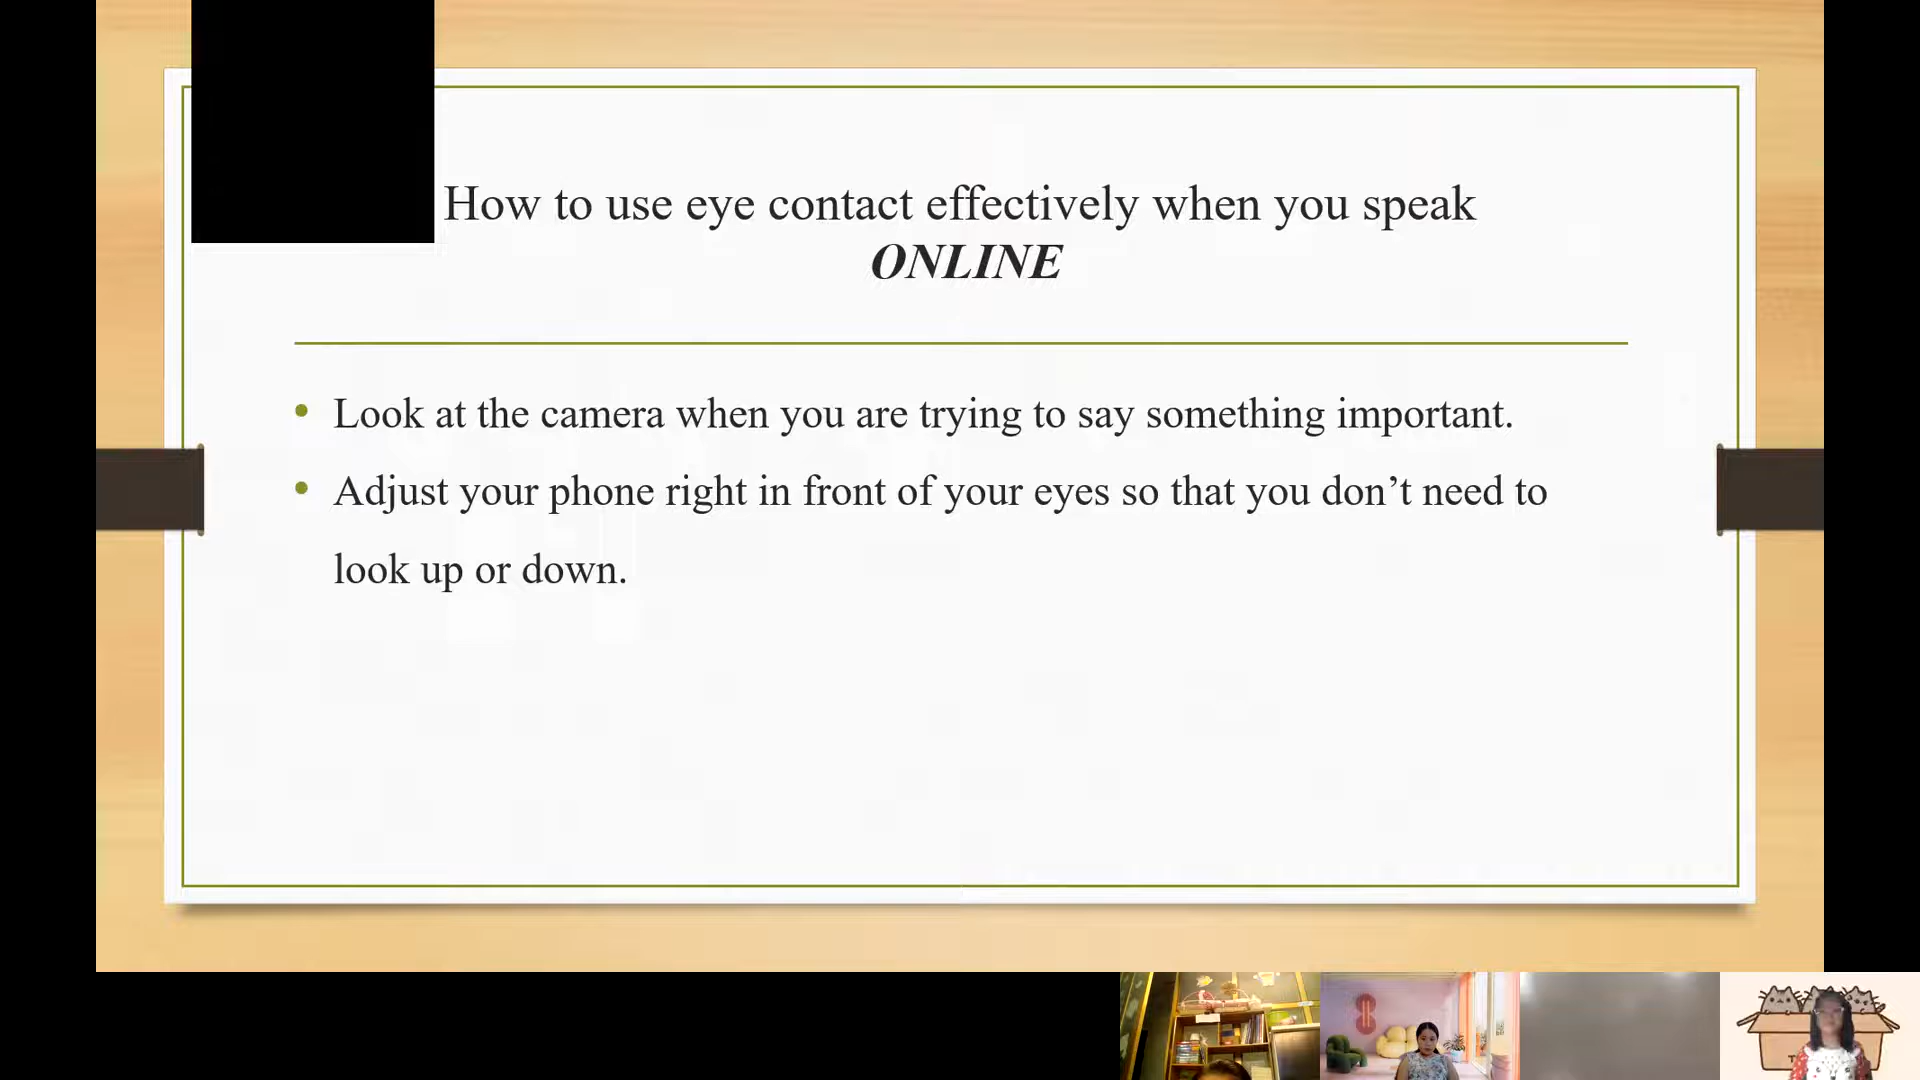 How to use eye contact effectively when you speak
ONLINE
• Look at the camera when you are trying to say something important.
• Adjust your phone right in front of your eyes so that you don’t need to
look up or down.